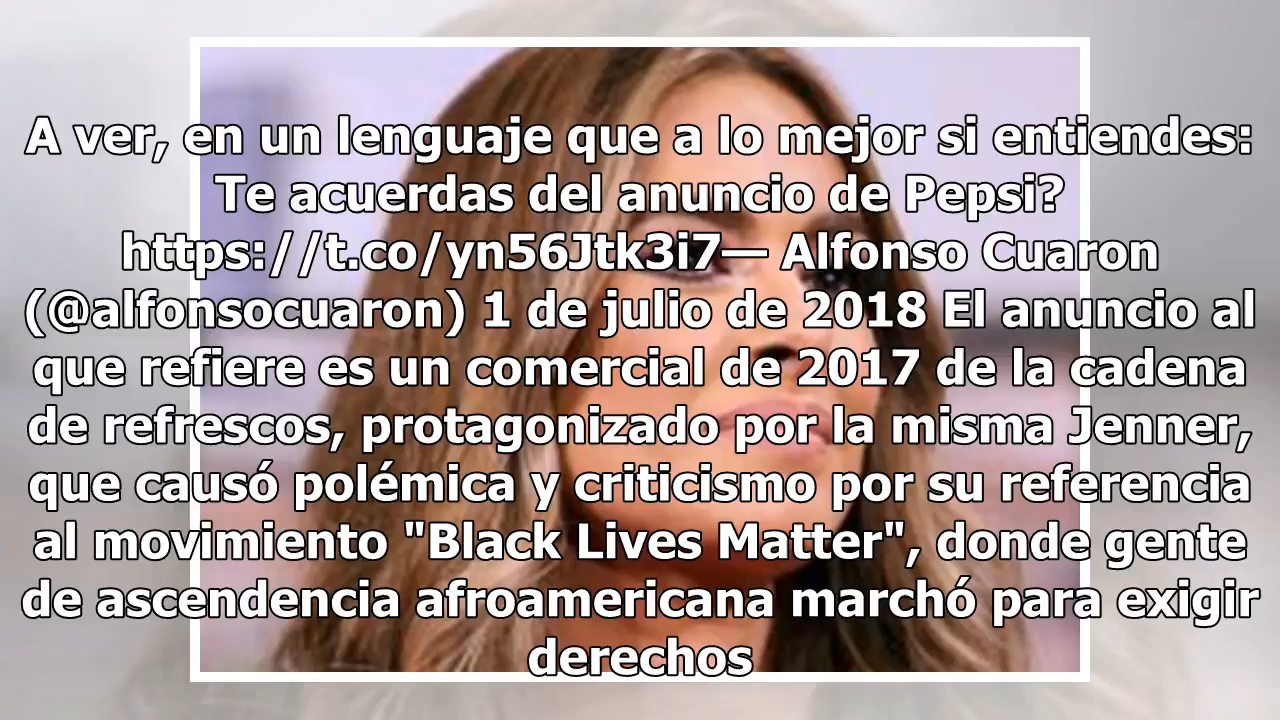 A ver, en un lenguaje que a lo mejor si entiendes:
Te acuerdas del anuncio de Pepsi?
https://t.co/yn56Jtk3i7— Alfonso Cuaron
(@alfonsocuaron) 1 de julio de 2018 El anuncio al
que refiere es un comercial de 2017 de la cadena
de refrescos, protagonizado por la misma Jenner,
que causó polémica y criticismo por su referencia
al movimiento "Black Lives Matter", donde gente
de ascendencia afroamericana marchó para exigir
derechos